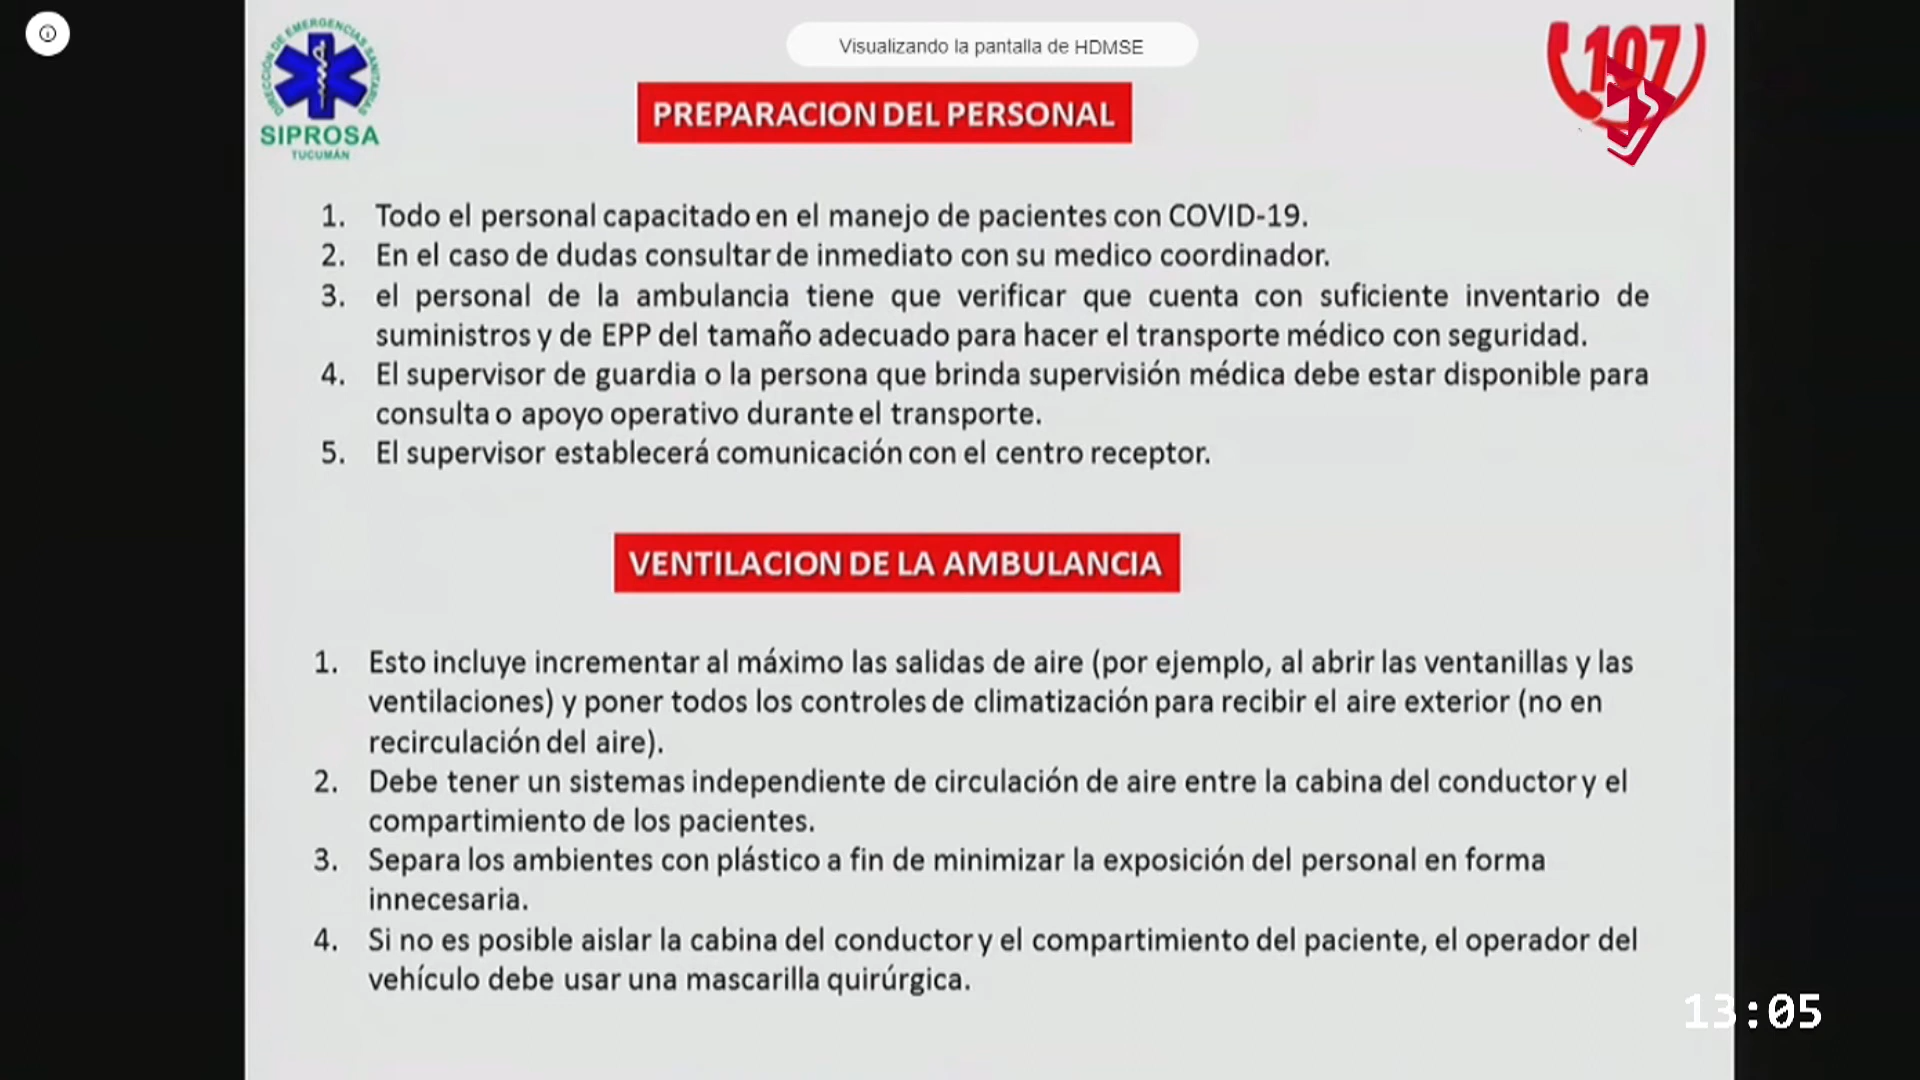 DIRECCIÓN DE EMERGENCIAS SANITARIAS
SIPROSA
TUCUMÁN
Visualizando la pantalla de HDMSE
107
PREPARACION DEL PERSONAL
1. Todo el personal capacitado en el manejo de pacientes con COVID-19.
2. En el caso de dudas consultar de inmediato con su medico coordinador.
3. el personal de la ambulancia tiene que verificar que cuenta con suficiente inventario de
suministros y de EPP del tamaño adecuado para hacer el transporte médico con seguridad.
4. El supervisor de guardia o la persona que brinda supervisión médica debe estar disponible para
consulta o apoyo operativo durante el transporte.
5. El supervisor establecerá comunicación con el centro receptor.
VENTILACION DE LA AMBULANCIA
1. Esto incluye incrementar al máximo las salidas de aire (por ejemplo, al abrir las ventanillas y las
ventilaciones) y poner todos los controles de climatización para recibir el aire exterior (no en
recirculación del aire).
2. Debe tener un sistemas independiente de circulación de aire entre la cabina del conductor y el
compartimiento de los pacientes.
3. Separa los ambientes con plástico a fin de minimizar la exposición del personal en forma
innecesaria.
4. Si no es posible aislar la cabina del conductor y el compartimiento del paciente, el operador del
vehículo debe usar una mascarilla quirúrgica.
13:05